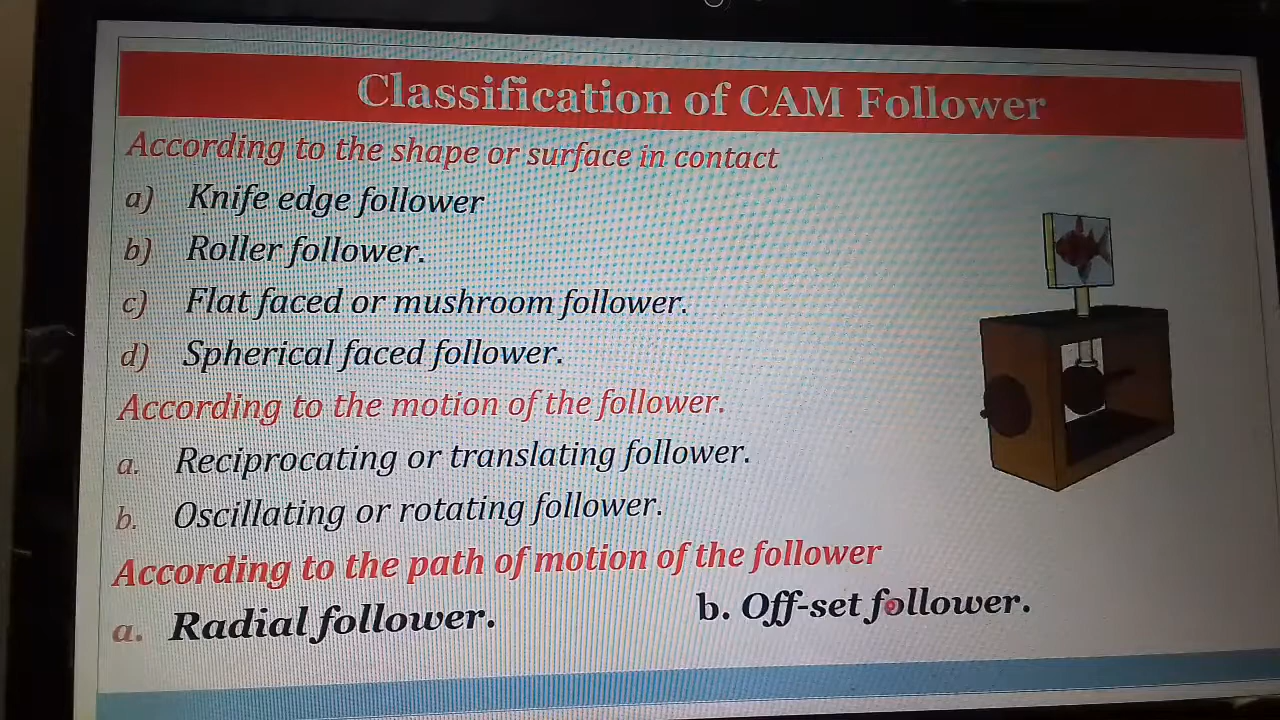 Classification of CAM Follower
According to the shape or surface in contact
a) Knife edge follower
b) Roller follower.
c) Flat faced or mushroom follower.
d) Spherical faced follower.
According to the motion of the follower.
a. Reciprocating or translating follower.
b. Oscillating or rotating follower.
According to the path of motion of the follower
a. Radial follower. b. Off-set follower.